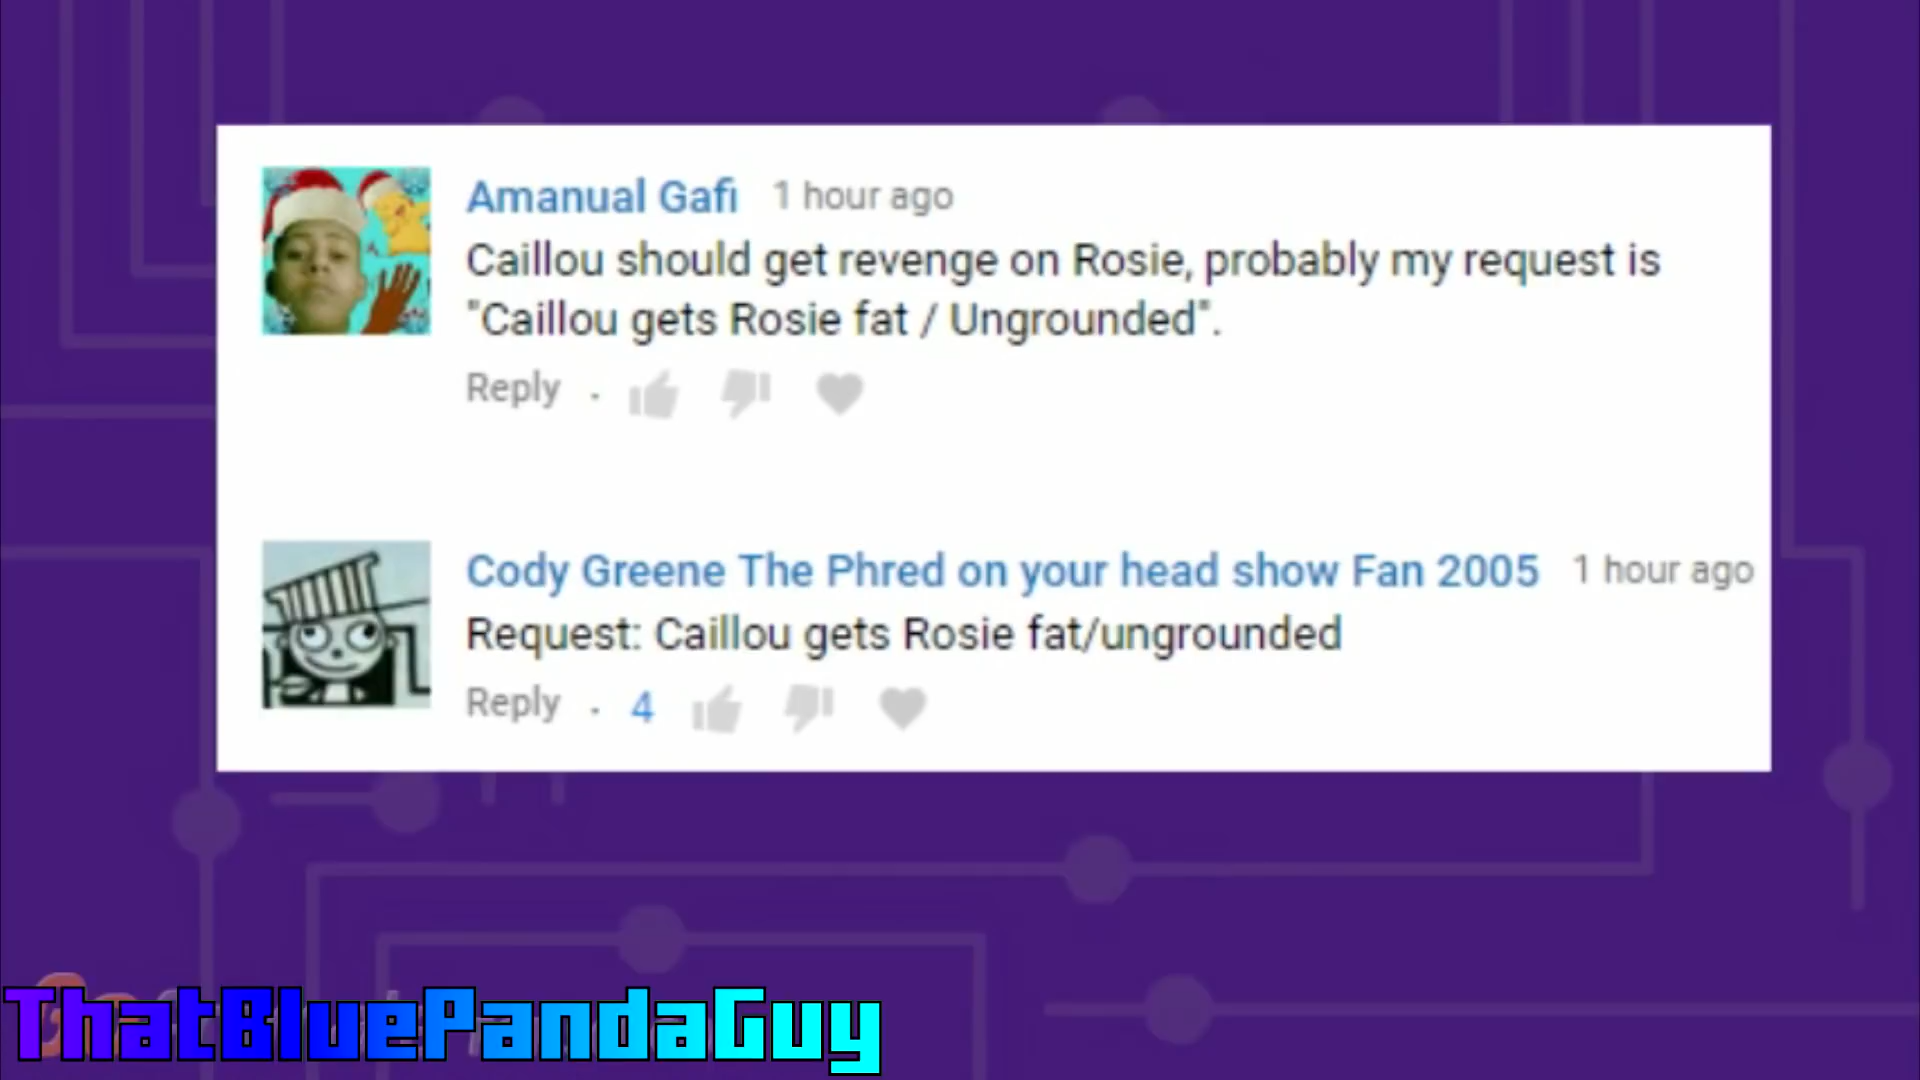 Amanual Gafi 1 hour ago
Caillou should get revenge on Rosie, probably my request is
"Caillou gets Rosie fat / Ungrounded".
Reply .
Cody Greene The Phred on your head show Fan 2005 1 hour ago
Request: Caillou gets Rosie fat/ungrounded
Reply . 4
ThatBluePandaGuy